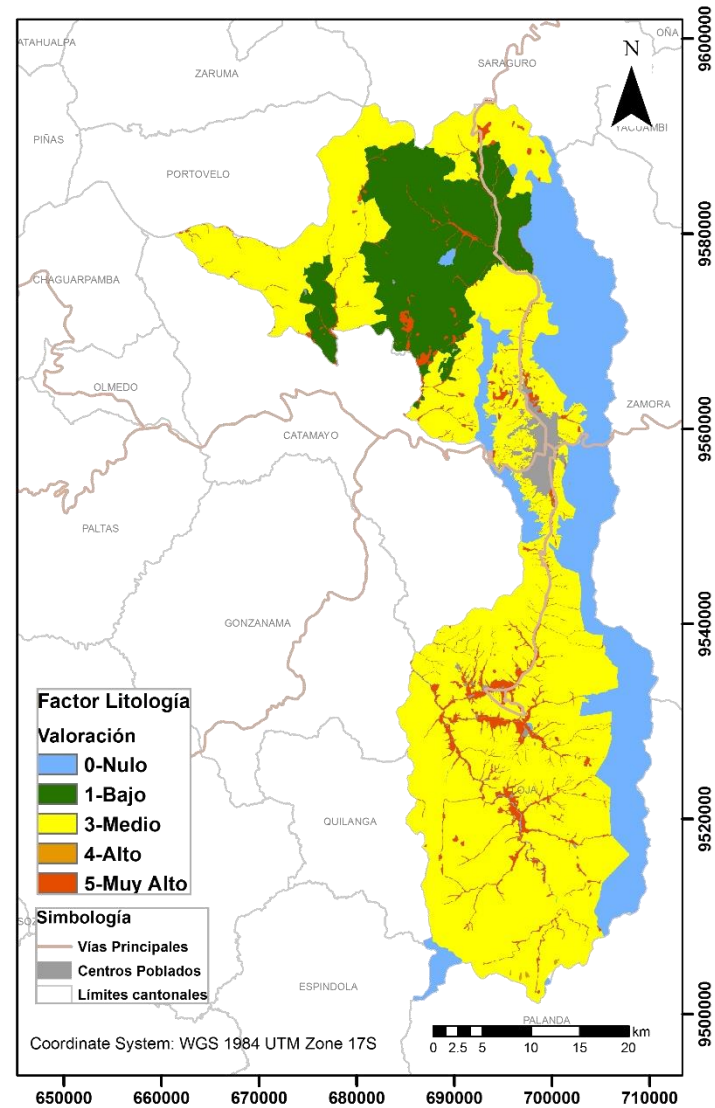 OÑA
ATAHUALPA
SARAGURO
N
ZARUMA
PIÑAS
YACUAMBI
PORTOVELO
CHAGUARPAMBA
OLMEDO
ZAMORA
CATAMAYO
PALTAS
GONZANAMA
LOJA
QUILANGA
ESPINDOLA
PALANDA
Factor Litología
Valoración
0-Nulo
1-Bajo
3-Medio
4-Alto
5-Muy Alto
Simbología
Vías Principales
Centros Poblados
Límites cantonales
Coordinate System: WGS 1984 UTM Zone 17S
km
0 2.5 5 10 15 20
9600000
9580000
9560000
9540000
9520000
9500000
650000 660000 670000 680000 690000 700000 710000